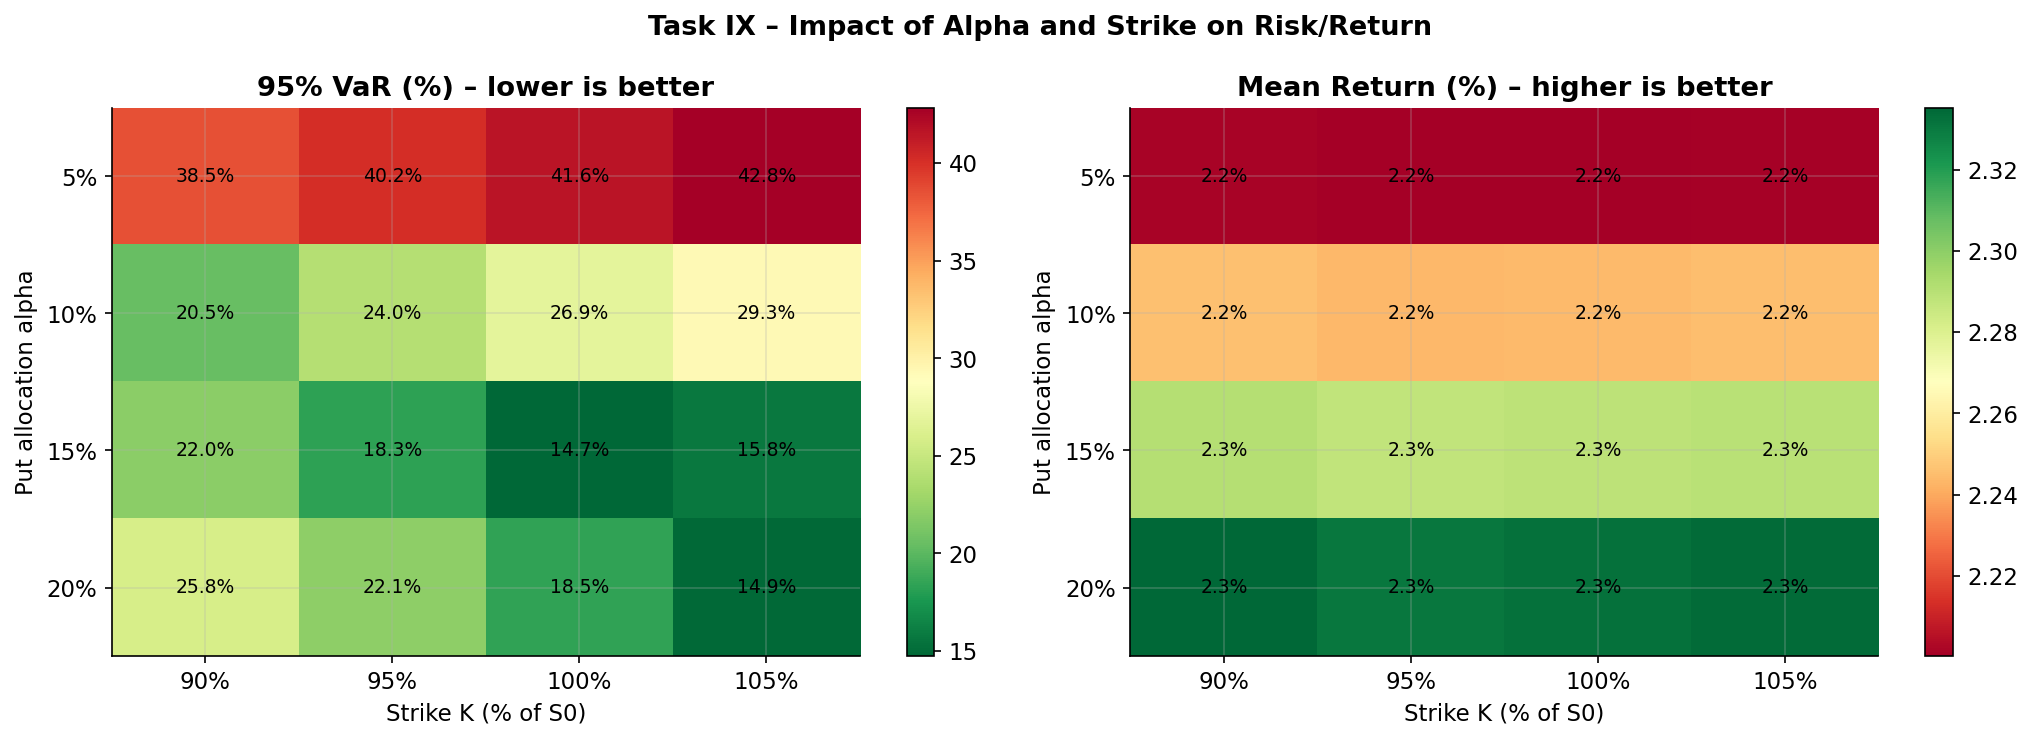 Task IX – Impact of Alpha and Strike on Risk/Return
95% VaR (%) – lower is better
Put allocation alpha
5%
38.5% 40.2% 41.6% 42.8%
10%
20.5% 24.0% 26.9% 29.3%
15%
22.0% 18.3% 14.7% 15.8%
20%
25.8% 22.1% 18.5% 14.9%
90% 95% 100% 105%
Strike K (% of S0)
40
35
30
25
20
15
Mean Return (%) – higher is better
Put allocation alpha
5%
2.2% 2.2% 2.2% 2.2%
10%
2.2% 2.2% 2.2% 2.2%
15%
2.3% 2.3% 2.3% 2.3%
20%
2.3% 2.3% 2.3% 2.3%
90% 95% 100% 105%
Strike K (% of S0)
2.32
2.30
2.28
2.26
2.24
2.22